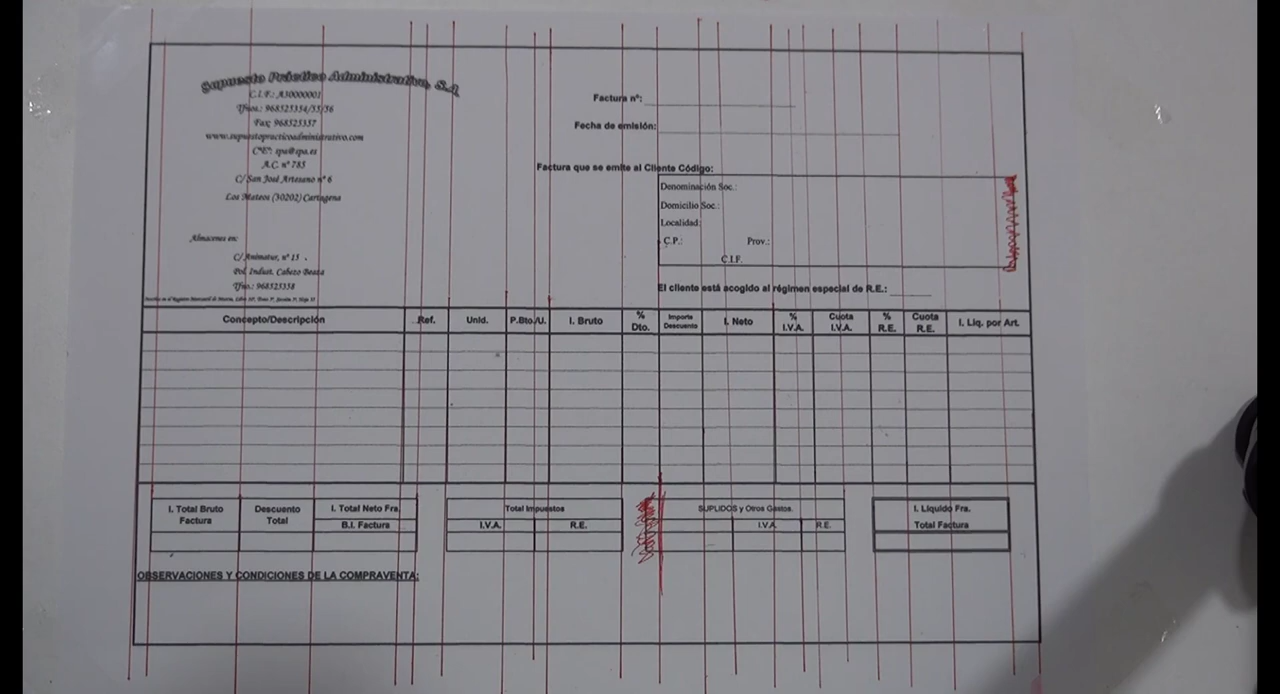 Supuesto Práctico Administrativo, S.A
C.I.F.: A30000001
Tfnos.: 968525354/55/56
Fax: 968525357
www.supuestopracticoadministrativo.com
CºEº: spa@spa.es
A.C. nº 785
C/ San José Artesano nº 6
Los Mateos (30202) Cartagena
Almacenes en:
C/ Animatur, nº 15
Pol. Indust. Cabezo Beaza
Tfno.: 968525358
Factura nº:
Fecha de emisión:
Factura que se emite al Cliente Código:
Denominación Soc.:
Domicilio Soc.:
Localidad:
C.P.: Prov.:
C.I.F.
El cliente está acogido al régimen especial de R.E.:
Concepto/Descripción Ref. Unid. P.Bto./U. I. Bruto % Dto. Importe Descuento I. Neto % I.V.A. Cuota I.V.A. % R.E. Cuota R.E. I. Liq. por Art.
I. Total Bruto Factura Descuento Total I. Total Neto Fra. B.I. Factura
Total Impuestos
I.V.A. R.E.
SUPLIDOS y Otros Gastos.
I.V.A. R.E.
I. Líquido Fra.
Total Factura
OBSERVACIONES Y CONDICIONES DE LA COMPRAVENTA: